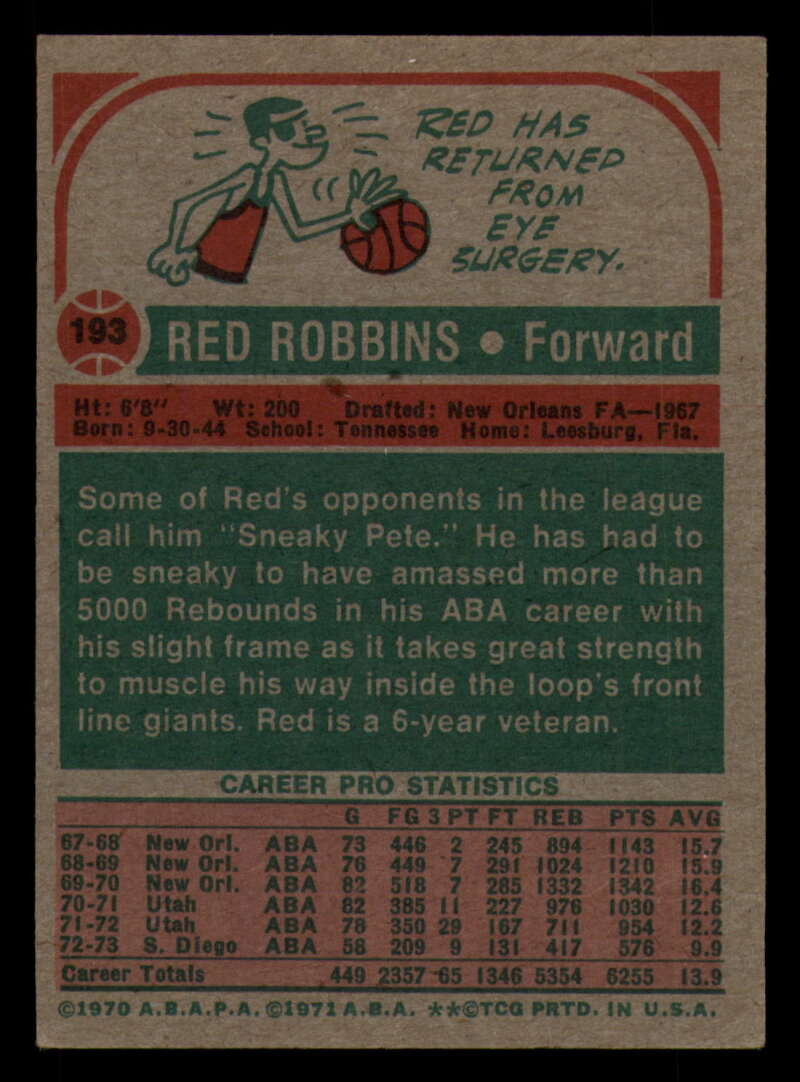 RED HAS
RETURNED
FROM
EYE
SURGERY.
193
RED ROBBINS • Forward
Ht: 6'8" Wt: 200 Drafted: New Orleans FA—1967
Born: 9-30-44 School: Tennessee Home: Leesburg, Fla.
Some of Red's opponents in the league
call him "Sneaky Pete." He has had to
be sneaky to have amassed more than
5000 Rebounds in his ABA career with
his slight frame as it takes great strength
to muscle his way inside the loop's front
line giants. Red is a 6-year veteran.
CAREER PRO STATISTICS
G FG 3 PT FT REB PTS AVG
67-68 New Orl. ABA 73 446 2 245 894 1143 15.7
68-69 New Orl. ABA 76 449 7 291 1024 1210 15.9
69-70 New Orl. ABA 82 518 7 285 1332 1342 16.4
70-71 Utah ABA 82 385 11 227 976 1030 12.6
71-72 Utah ABA 78 350 29 167 711 954 12.2
72-73 S. Diego ABA 58 209 9 131 417 576 9.9
Career Totals 449 2357 65 1346 5354 6255 13.9
©1970 A.B.A.P.A. ©1971 A.B.A. **©TCG PRTD. IN U.S.A.